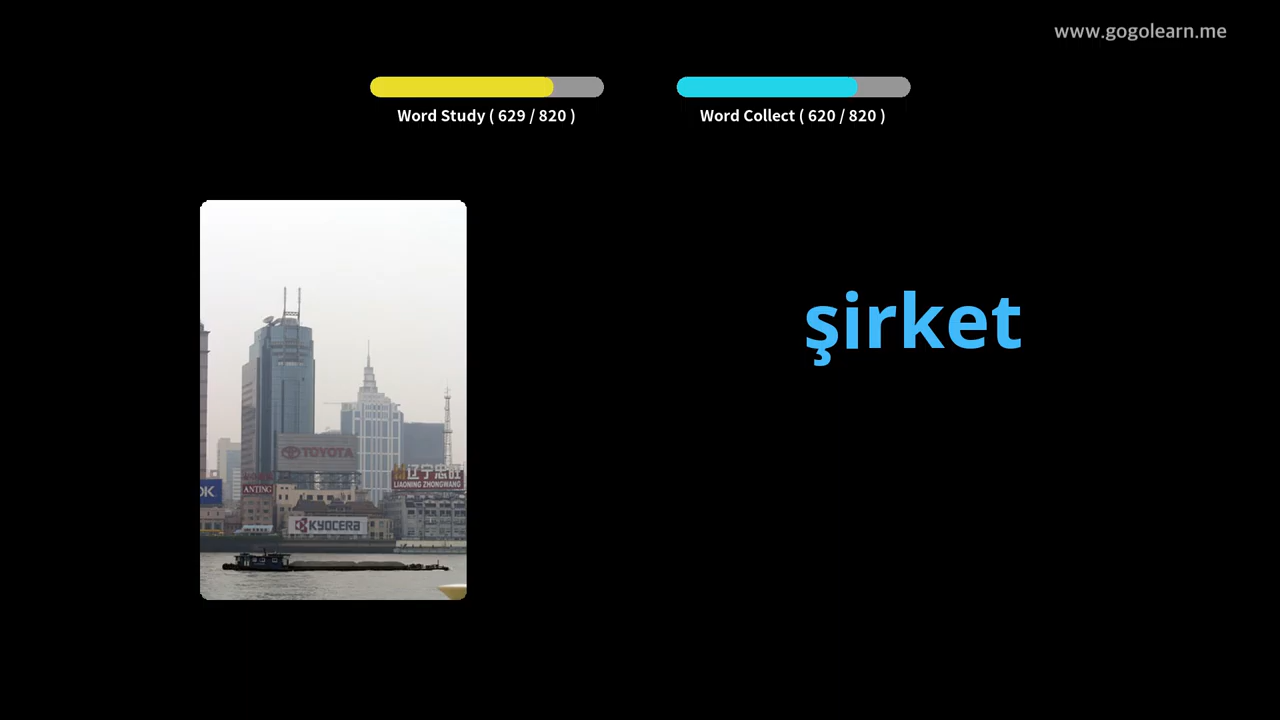 www.gogolearn.me
Word Study ( 629 / 820 )
Word Collect ( 620 / 820 )
şirket
TOYOTA
辽宁忠旺
LIAONING ZHONGWANG
OK
ANTING
KYOCERA